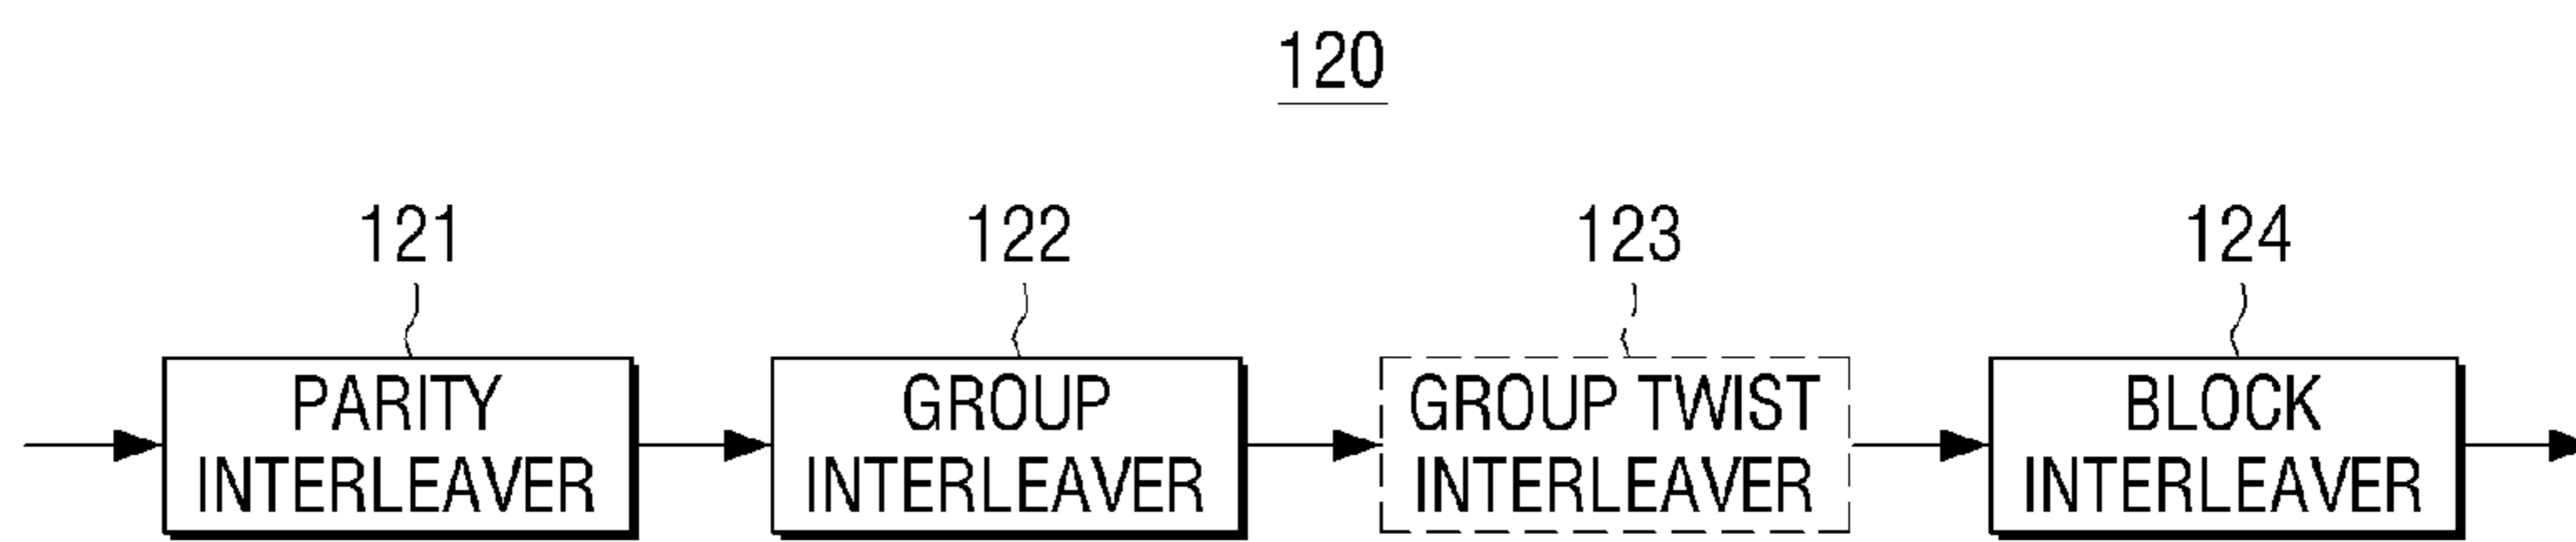 120
121
122
123
124
PARITY
INTERLEAVER
GROUP
INTERLEAVER
GROUP TWIST
INTERLEAVER
BLOCK
INTERLEAVER